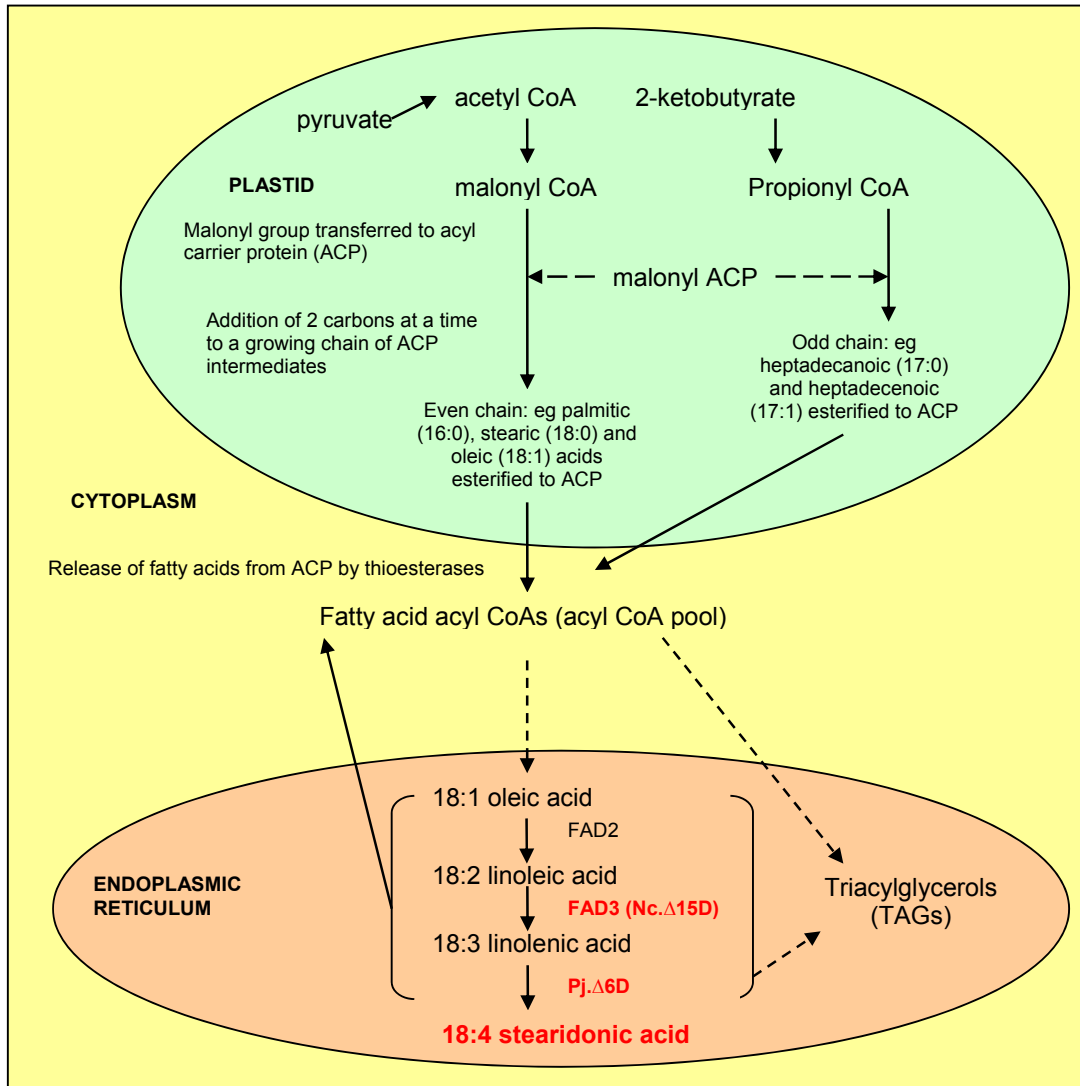 acetyl CoA
2-ketobutyrate
pyruvate
PLASTID
malonyl CoA
Propionyl CoA
Malonyl group transferred to acyl
carrier protein (ACP)
malonyl ACP
Addition of 2 carbons at a time
to a growing chain of ACP
intermediates
Odd chain: eg
heptadecanoic (17:0)
and heptadecenoic
(17:1) esterified to ACP
Even chain: eg palmitic
(16:0), stearic (18:0) and
oleic (18:1) acids
esterified to ACP
CYTOPLASM
Release of fatty acids from ACP by thioesterases
Fatty acid acyl CoAs (acyl CoA pool)
18:1 oleic acid
FAD2
18:2 linoleic acid
ENDOPLASMIC
RETICULUM
FAD3 (Nc.Δ15D)
Triacylglycerols
(TAGs)
18:3 linolenic acid
Pj.Δ6D
18:4 stearidonic acid